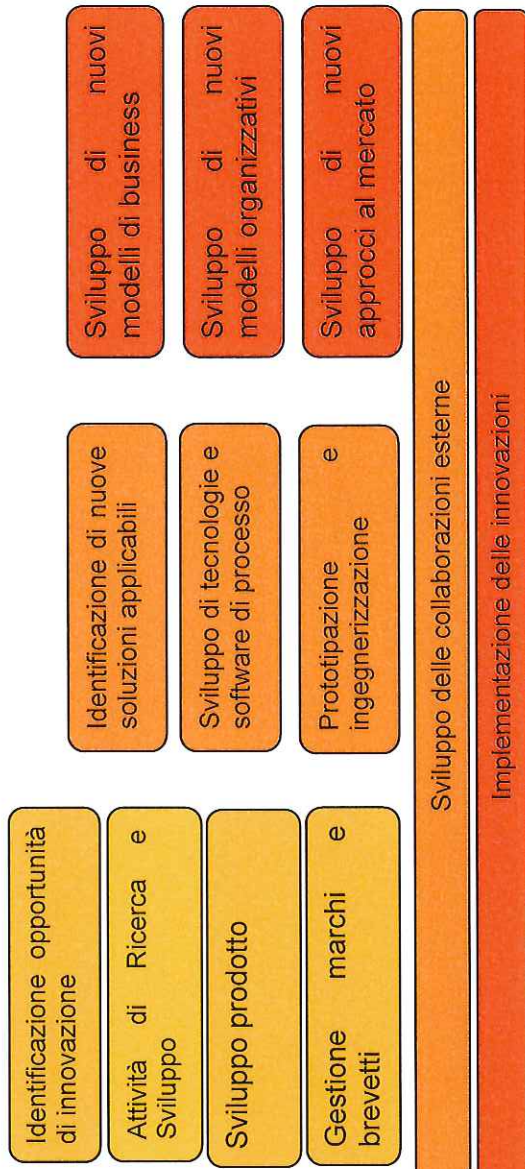 Identificazione opportunità
di innovazione
Attività di Ricerca e
Sviluppo
Sviluppo prodotto
Gestione marchi e
brevetti
Identificazione di nuove
soluzioni applicabili
Sviluppo di tecnologie e
software di processo
Prototipazione e
ingegnerizzazione
Sviluppo di nuovi
modelli di business
Sviluppo di nuovi
modelli organizzativi
Sviluppo di nuovi
approcci al mercato
Sviluppo delle collaborazioni esterne
Implementazione delle innovazioni